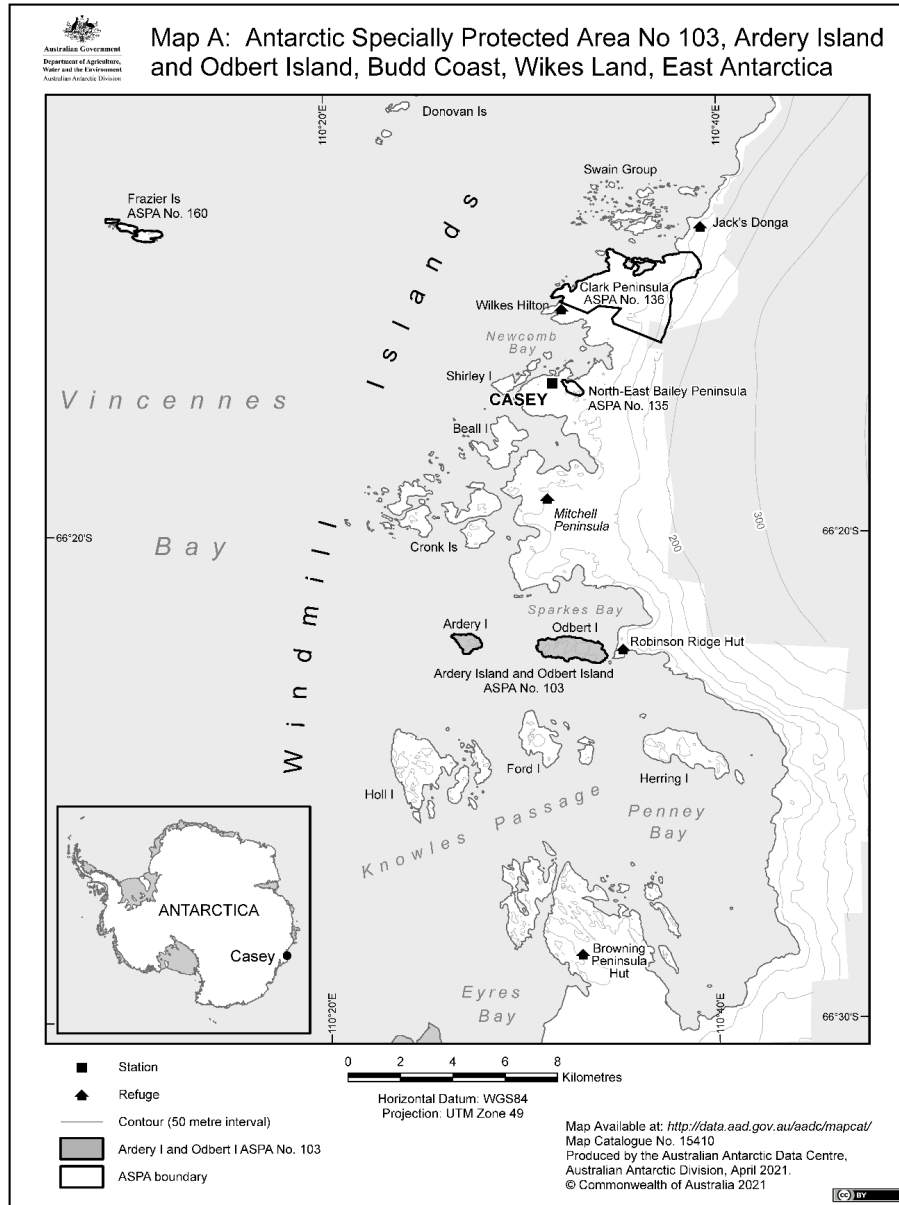 Australian Government
Department of Agriculture,
Water and the Environment
Australian Antarctic Division
Map A: Antarctic Specially Protected Area No 103, Ardery Island
and Odbert Island, Budd Coast, Wikes Land, East Antarctica
110°20'E
110°40'E
Donovan Is
Swain Group
Frazier Is
ASPA No. 160
Jack's Donga
Clark Peninsula
ASPA No. 136
Wilkes Hilton
Newcomb
Bay
Shirley I
CASEY
North-East Bailey Peninsula
ASPA No. 135
Vincennes
Bay
Windmill Islands
Beall I
Mitchell
Peninsula
Cronk Is
200
300
66°20'S
66°20'S
Sparkes Bay
Ardery I
Odbert I
Robinson Ridge Hut
Ardery Island and Odbert Island
ASPA No. 103
Holl I
Ford I
Herring I
Knowles Passage
Penney
Bay
ANTARCTICA
Casey
Browning
Peninsula
Hut
Eyres
Bay
110°20'E
110°40'E
66°30'S
Station
Refuge
Contour (50 metre interval)
Ardery I and Odbert I ASPA No. 103
ASPA boundary
0 2 4 6 8
Kilometres
Horizontal Datum: WGS84
Projection: UTM Zone 49
Map Available at: http://data.aad.gov.au/aadc/mapcat/
Map Catalogue No. 15410
Produced by the Australian Antarctic Data Centre,
Australian Antarctic Division, April 2021.
© Commonwealth of Australia 2021
cc BY